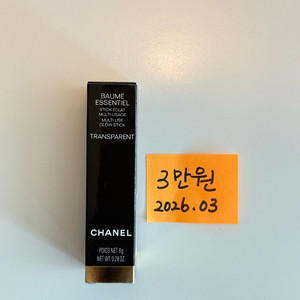 BAUME
ESSENTIEL
STICK ÉCLAT
MULTI-USAGE
MULTI-USE
GLOW STICK
TRANSPARENT
CHANEL
POIDS NET 8g
NET WT. 0.28 OZ
3만원
2026.03